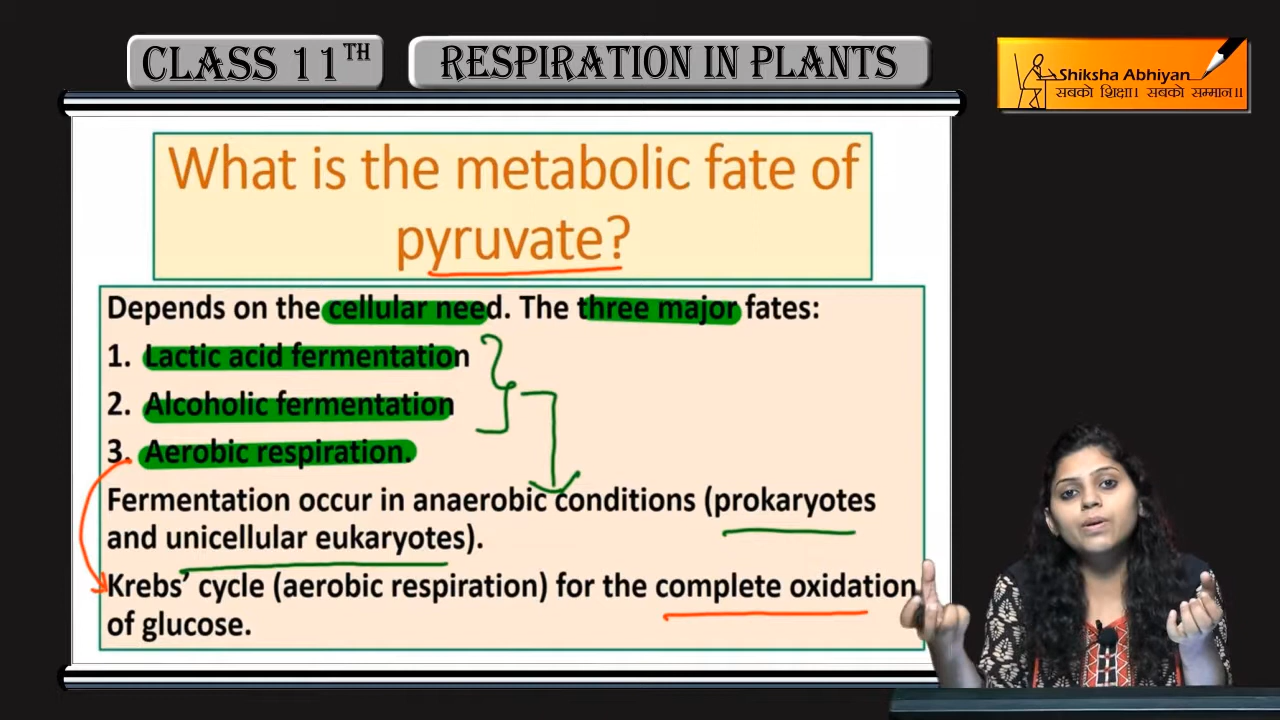 CLASS 11TH
RESPIRATION IN PLANTS
Shiksha Abhiyan
सबको शिक्षा। सबको सम्मान॥
What is the metabolic fate of
pyruvate?
Depends on the cellular need. The three major fates:
1. Lactic acid fermentation
2. Alcoholic fermentation
3. Aerobic respiration.
Fermentation occur in anaerobic conditions (prokaryotes
and unicellular eukaryotes).
Krebs’ cycle (aerobic respiration) for the complete oxidation
of glucose.